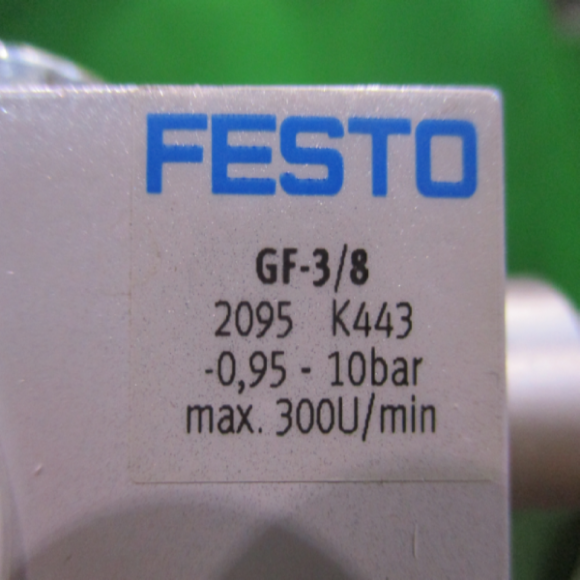 FESTO
GF-3/8
2095 K443
-0,95 - 10bar
max. 300U/min